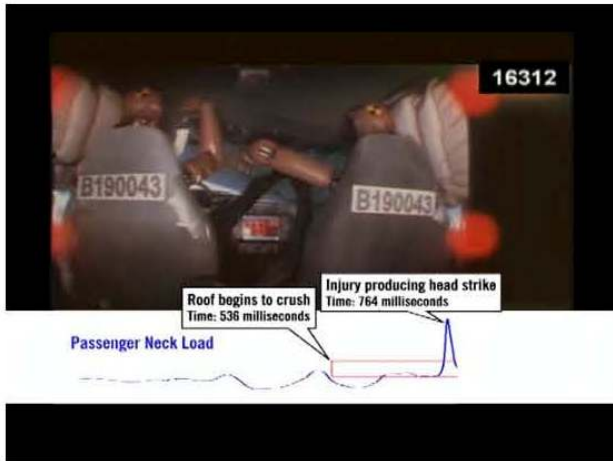 16312
B190043
B190043
Injury producing head strike
Time: 764 milliseconds
Roof begins to crush
Time: 536 milliseconds
Passenger Neck Load